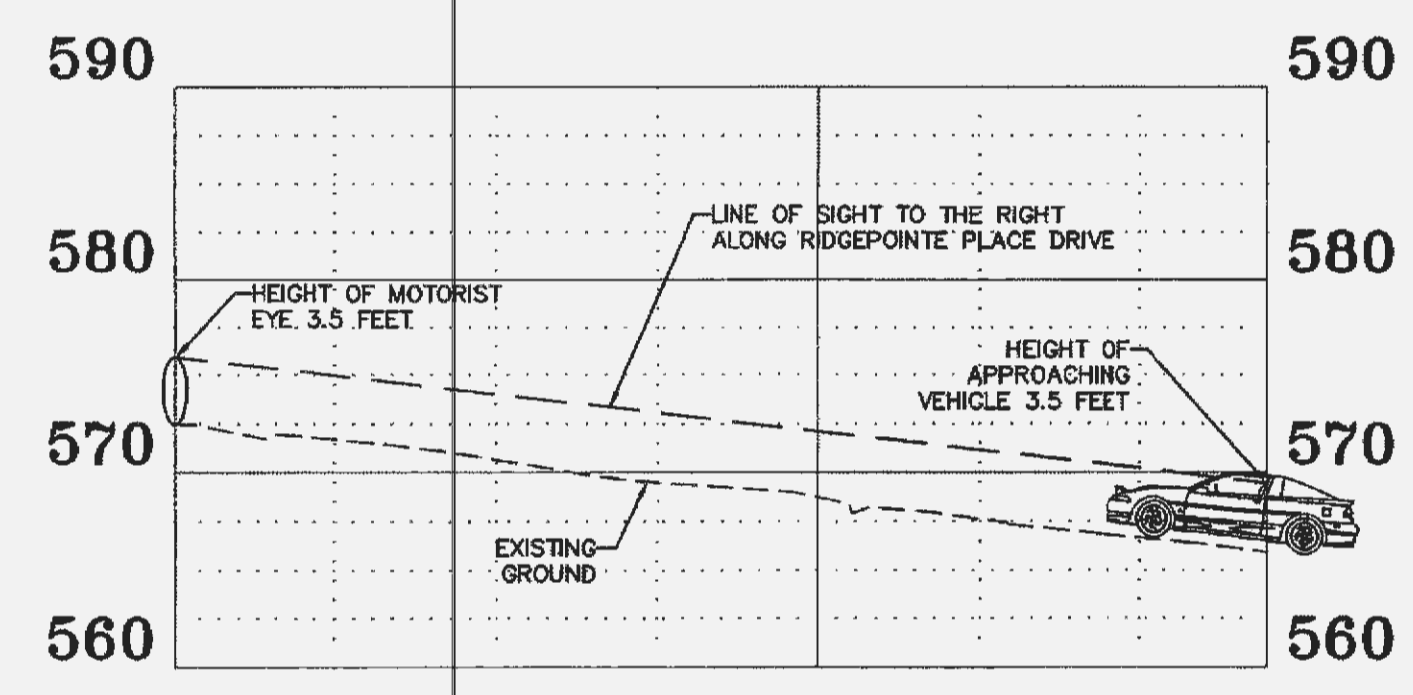 590
590
LINE OF SIGHT TO THE RIGHT
ALONG RIDGEPOINTE PLACE DRIVE
580
580
HEIGHT OF MOTORIST
EYE 3.5 FEET
HEIGHT OF
APPROACHING
VEHICLE 3.5 FEET
570
570
EXISTING
GROUND
560
560